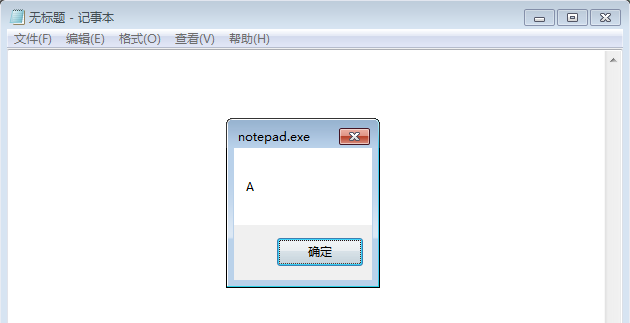 无标题 - 记事本
文件(F) 编辑(E) 格式(O) 查看(V) 帮助(H)
notepad.exe
A
确定